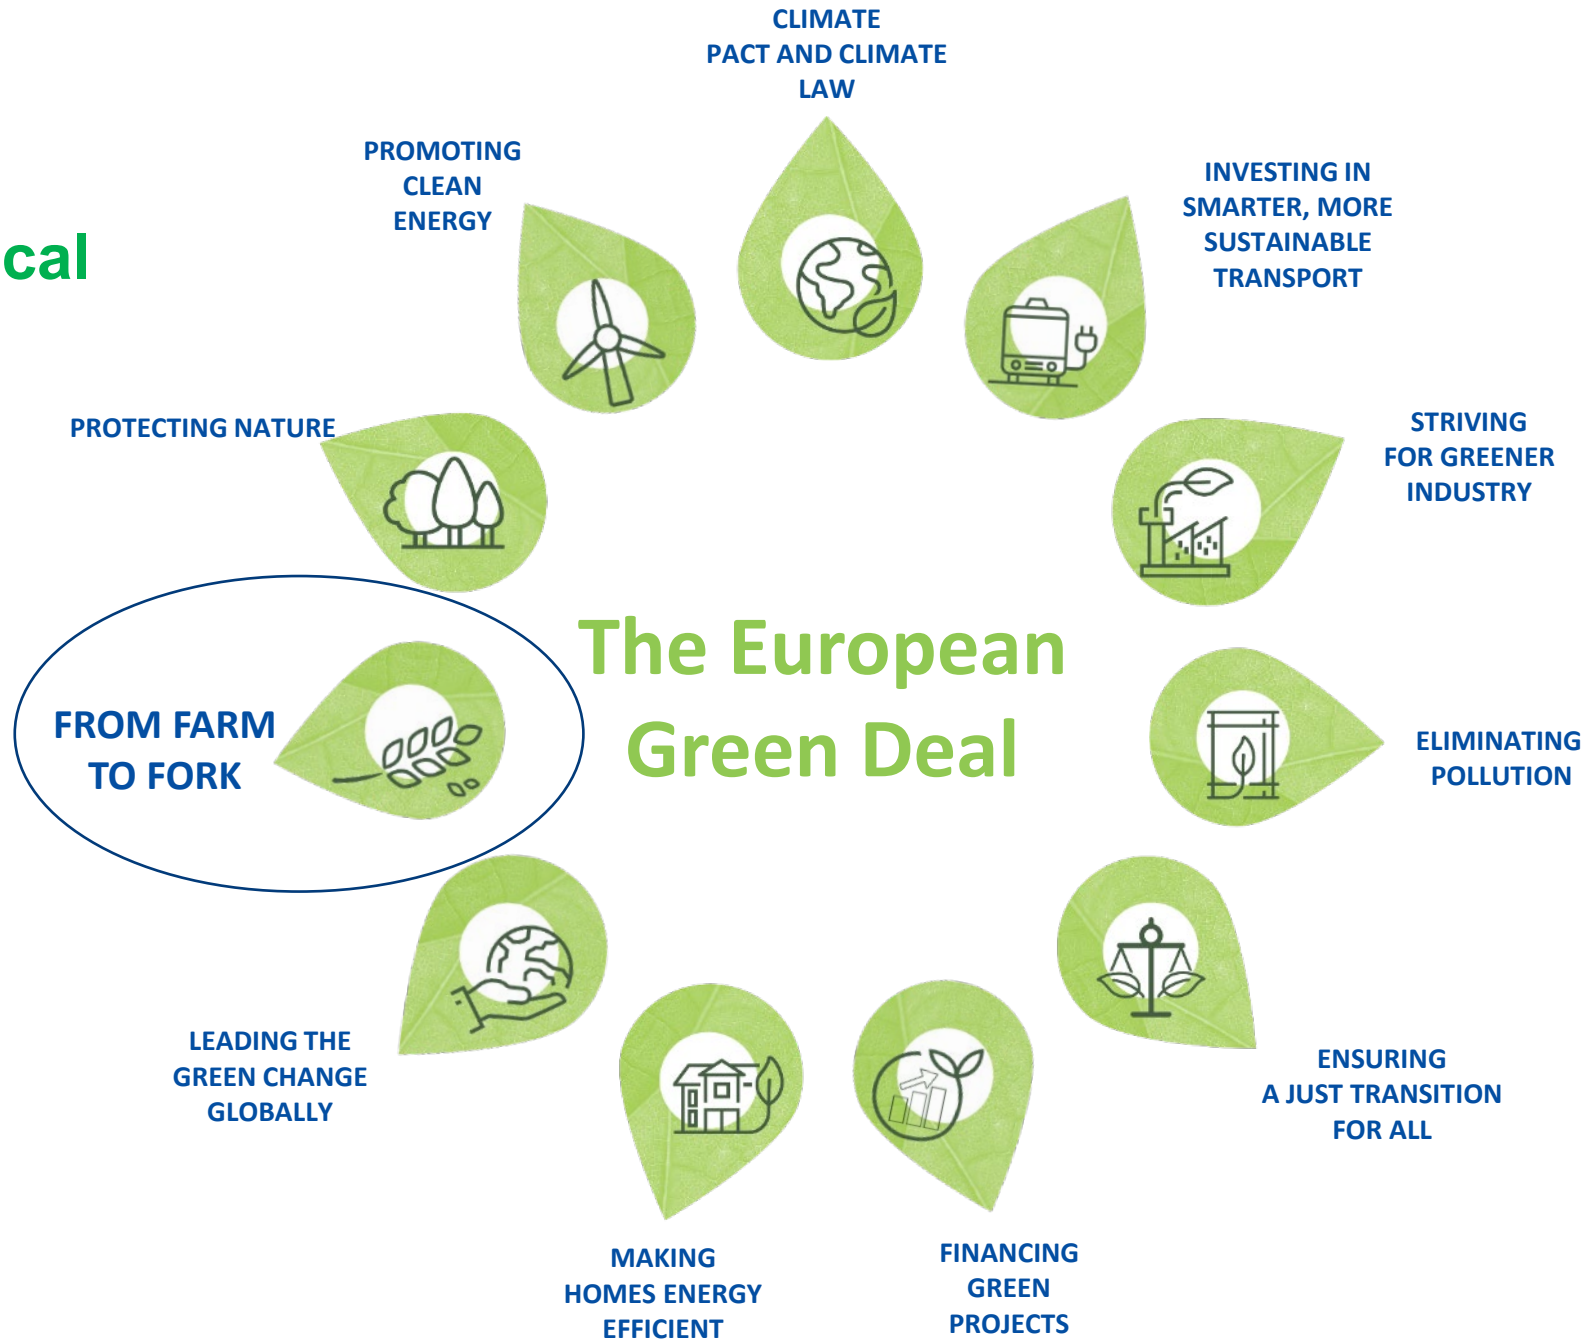 CLIMATE
PACT AND CLIMATE
LAW
PROMOTING
CLEAN
ENERGY
INVESTING IN
SMARTER, MORE
SUSTAINABLE
TRANSPORT
cal
PROTECTING NATURE
STRIVING
FOR GREENER
INDUSTRY
The European
Green Deal
FROM FARM
TO FORK
ELIMINATING
POLLUTION
LEADING THE
GREEN CHANGE
GLOBALLY
ENSURING
A JUST TRANSITION
FOR ALL
MAKING
HOMES ENERGY
EFFICIENT
FINANCING
GREEN
PROJECTS